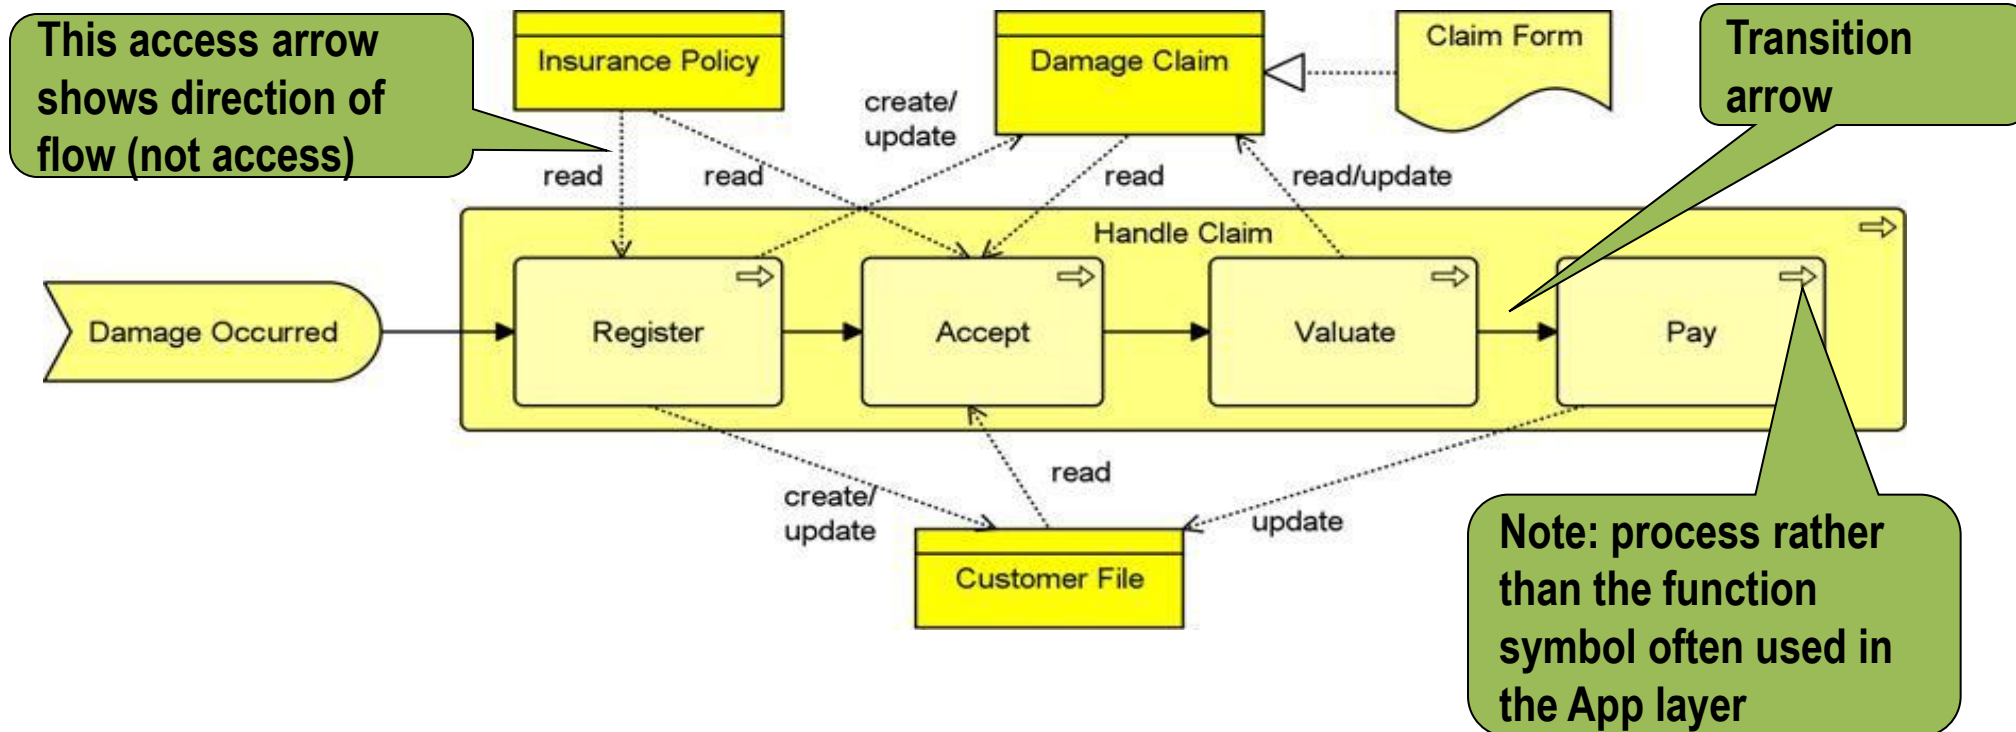 This access arrow
shows direction of
flow (not access)
Insurance Policy
Damage Claim
Claim Form
Transition
arrow
create/
update
read
read
read
read/update
Handle Claim
Damage Occurred
Register
Accept
Valuate
Pay
create/
update
read
update
Customer File
Note: process rather
than the function
symbol often used in
the App layer